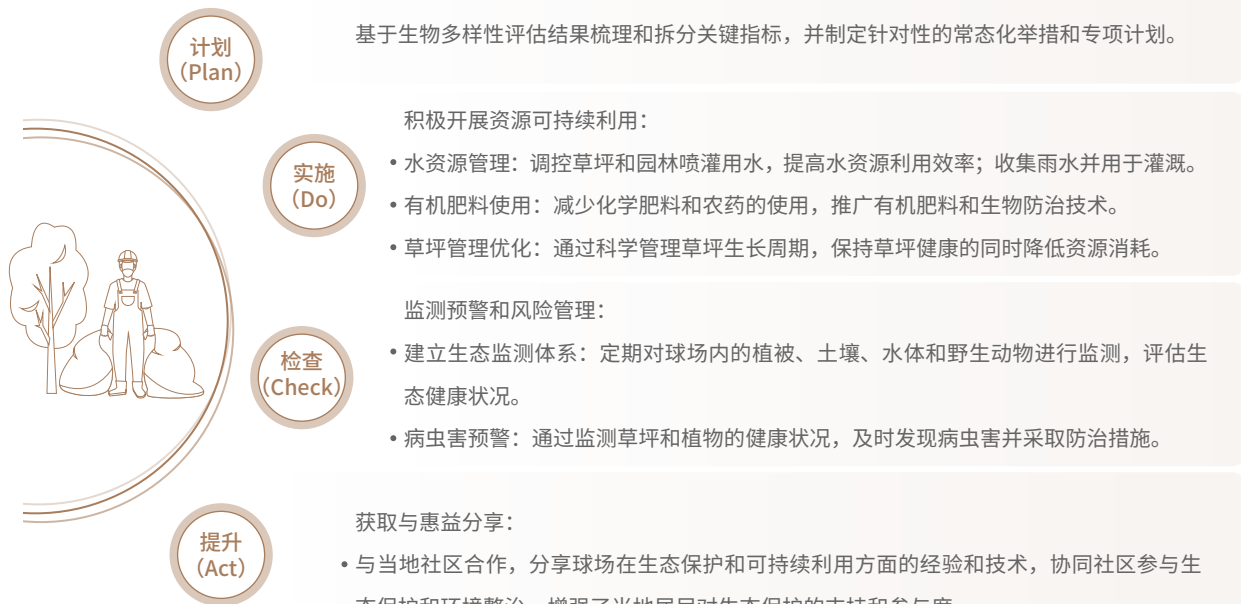 计划
（Plan）
基于生物多样性评估结果梳理和拆分关键指标，并制定针对性的常态化举措和专项计划。
实施
（Do）
积极开展资源可持续利用：
• 水资源管理：调控草坪和园林喷灌用水，提高水资源利用效率；收集雨水并用于灌溉。
• 有机肥料使用：减少化学肥料和农药的使用，推广有机肥料和生物防治技术。
• 草坪管理优化：通过科学管理草坪生长周期，保持草坪健康的同时降低资源消耗。
检查
（Check）
监测预警和风险管理：
• 建立生态监测体系：定期对球场内的植被、土壤、水体和野生动物进行监测，评估生
态健康状况。
• 病虫害预警：通过监测草坪和植物的健康状况，及时发现病虫害并采取防治措施。
提升
（Act）
获取与惠益分享：
• 与当地社区合作，分享球场在生态保护和可持续利用方面的经验和技术，协同社区参与生